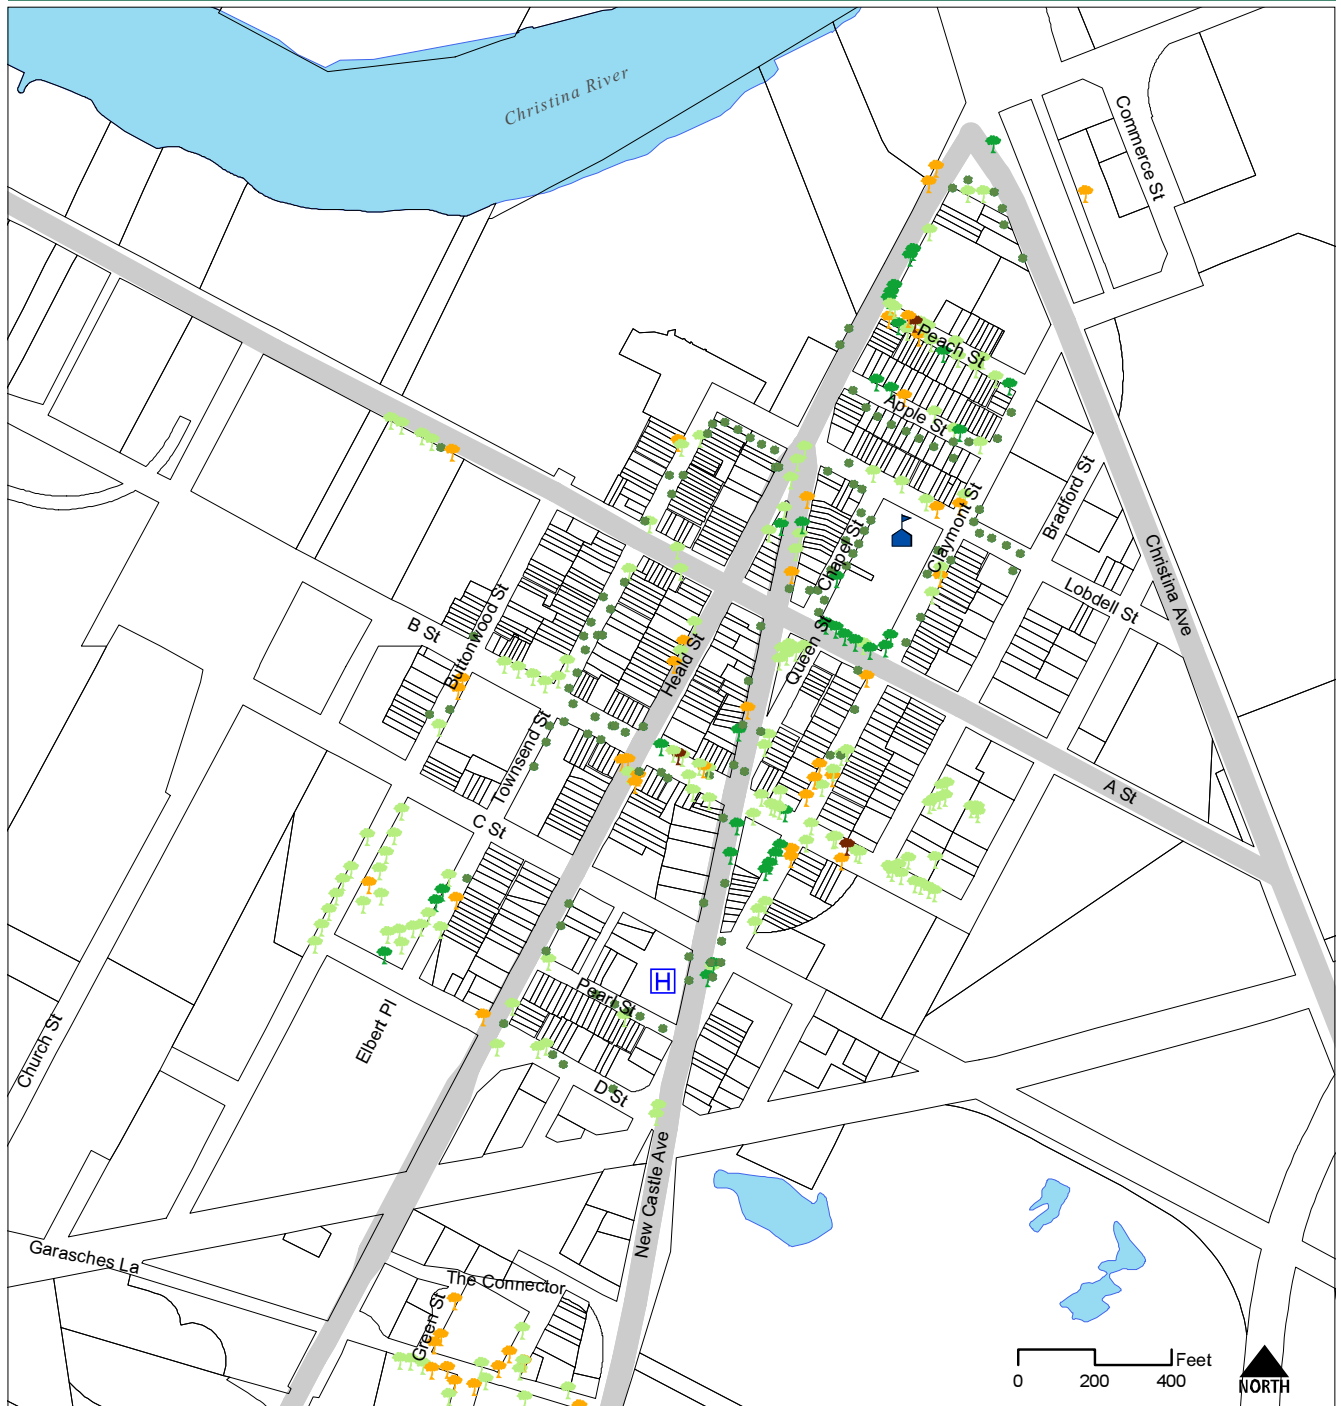 Christina River
Commerce St
Peach St
Apple St
Bradford St
Claymont St
Chapel St
Christina Ave
Lobdell St
B St
Buttonwood St
Heald St
Queen St
Townsend St
A St
C St
H
Pearl St
Church St
Elbert Pl
D St
New Castle Ave
Garasches La
The Connector
Green St
Feet
0 200 400
NORTH